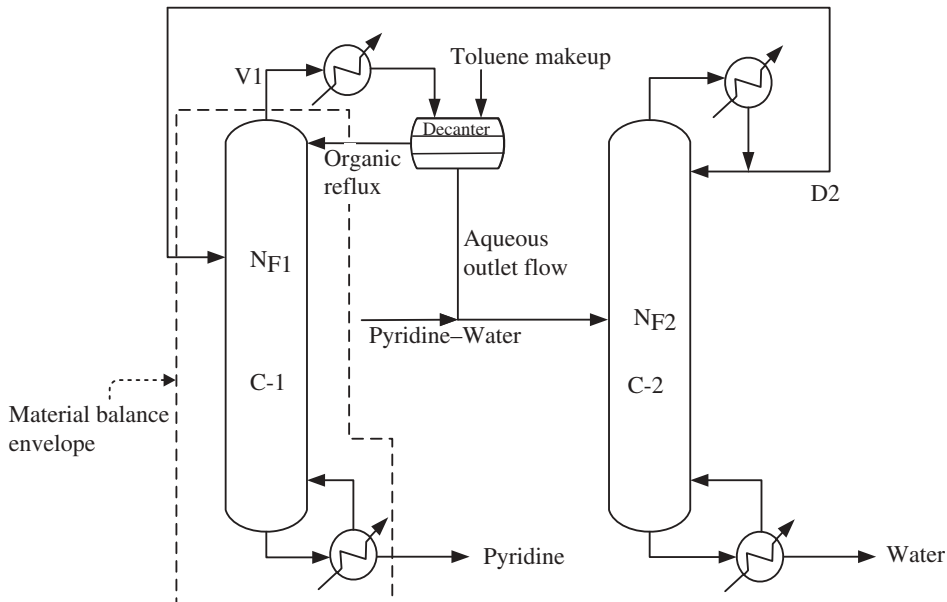 V1
Toluene makeup
Decanter
Organic
reflux
D2
Aqueous
outlet flow
NF1
NF2
Pyridine–Water
C-1
C-2
Material balance
envelope
Pyridine
Water